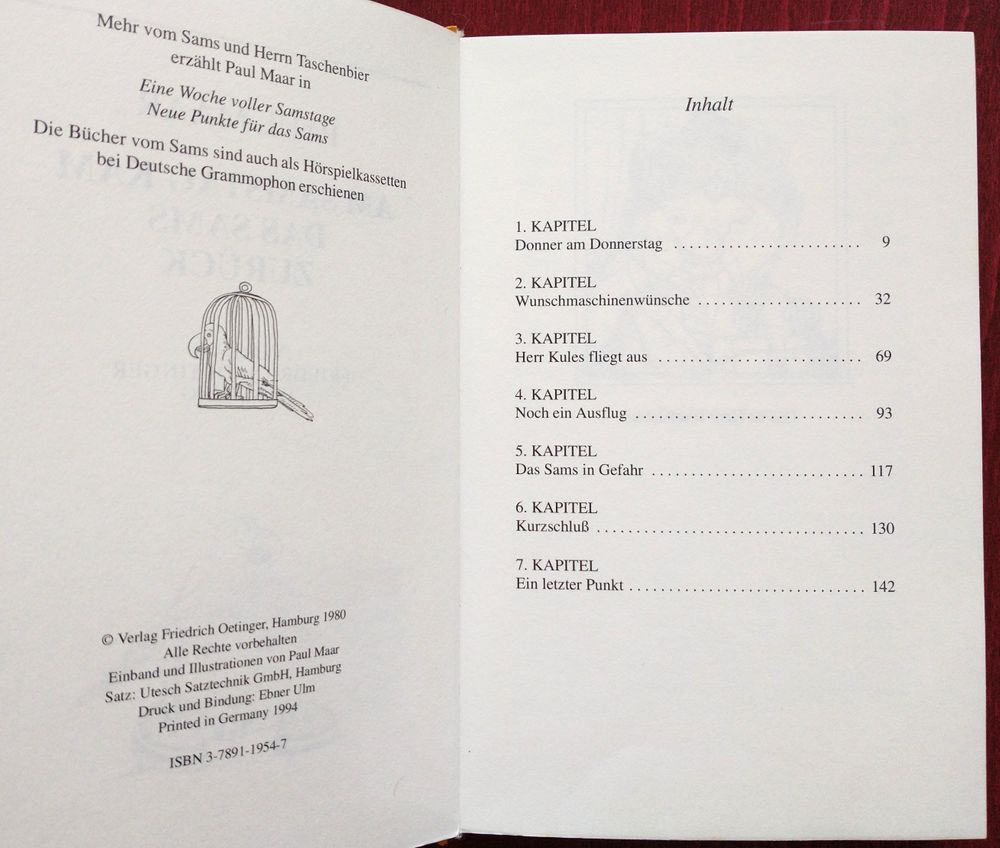 Mehr vom Sams und Herrn Taschenbier
erzählt Paul Maar in
Eine Woche voller Samstage
Neue Punkte für das Sams
Die Bücher vom Sams sind auch als Hörspielkassetten
bei Deutsche Grammophon erschienen
© Verlag Friedrich Oetinger, Hamburg 1980
Alle Rechte vorbehalten
Einband und Illustrationen von Paul Maar
Satz: Utesch Satztechnik GmbH, Hamburg
Druck und Bindung: Ebner Ulm
Printed in Germany 1994
ISBN 3-7891-1954-7
Inhalt
1. KAPITEL
Donner am Donnerstag ........................ 9
2. KAPITEL
Wunschmaschinenwünsche ..................... 32
3. KAPITEL
Herr Kules fliegt aus .......................... 69
4. KAPITEL
Noch ein Ausflug ............................. 93
5. KAPITEL
Das Sams in Gefahr ........................... 117
6. KAPITEL
Kurzschluß .................................. 130
7. KAPITEL
Ein letzter Punkt .............................. 142